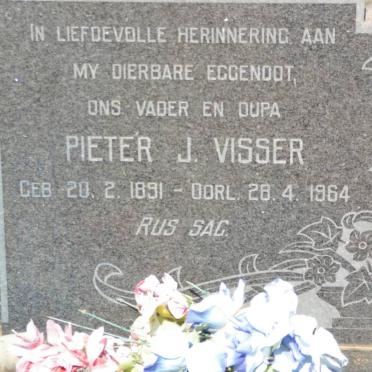 IN LIEFDEVOLLE HERINNERING AAN
MY DIERBARE EGGENOOT,
ONS VADER EN OUPA
PIETER J. VISSER
GEB. 20. 2. 1891 - OORL. 28. 4. 1964
RUS SAG.